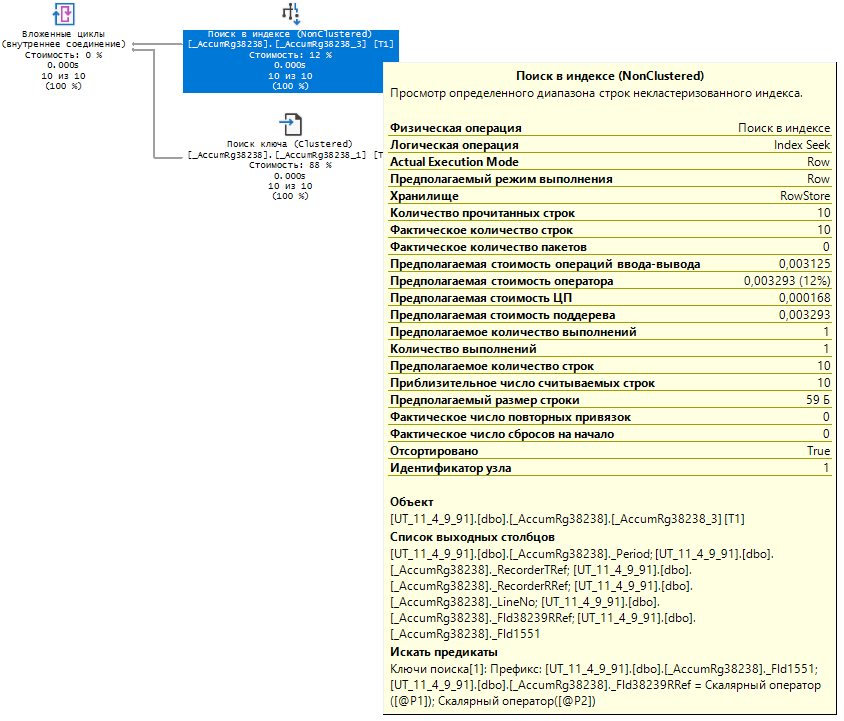 Вложенные циклы
(внутреннее соединение)
Стоимость: 0 %
0.000s
10 из 10
(100 %)
Поиск в индексе (NonClustered)
[_AccumRg38238].[_AccumRg38238_3] [T1]
Стоимость: 12 %
0.000s
10 из 10
(100 %)
Поиск ключа (Clustered)
[_AccumRg38238].[_AccumRg38238_1] [T
Стоимость: 88 %
0.000s
10 из 10
(100 %)
Поиск в индексе (NonClustered)
Просмотр определенного диапазона строк некластеризованного индекса.
Физическая операция Поиск в индексе
Логическая операция Index Seek
Actual Execution Mode Row
Предполагаемый режим выполнения Row
Хранилище RowStore
Количество прочитанных строк 10
Фактическое количество строк 10
Фактическое количество пакетов 0
Предполагаемая стоимость операций ввода-вывода 0,003125
Предполагаемая стоимость оператора 0,003293 (12%)
Предполагаемая стоимость ЦП 0,000168
Предполагаемая стоимость поддерева 0,003293
Предполагаемое количество выполнений 1
Количество выполнений 1
Предполагаемое количество строк 10
Приблизительное число считываемых строк 10
Предполагаемый размер строки 59 Б
Фактическое число повторных привязок 0
Фактическое число сбросов на начало 0
Отсортировано True
Идентификатор узла 1
Объект
[UT_11_4_9_91].[dbo].[_AccumRg38238].[_AccumRg38238_3] [T1]
Список выходных столбцов
[UT_11_4_9_91].[dbo].[_AccumRg38238]._Period; [UT_11_4_9_91].[dbo].
[_AccumRg38238]._RecorderTRef; [UT_11_4_9_91].[dbo].
[_AccumRg38238]._RecorderRRef; [UT_11_4_9_91].[dbo].
[_AccumRg38238]._LineNo; [UT_11_4_9_91].[dbo].
[_AccumRg38238]._Fld38239RRef; [UT_11_4_9_91].[dbo].
[_AccumRg38238]._Fld1551
Искать предикаты
Ключи поиска[1]: Префикс: [UT_11_4_9_91].[dbo].[_AccumRg38238]._Fld1551;
[UT_11_4_9_91].[dbo].[_AccumRg38238]._Fld38239RRef = Скалярный оператор
([@P1]); Скалярный оператор([@P2])